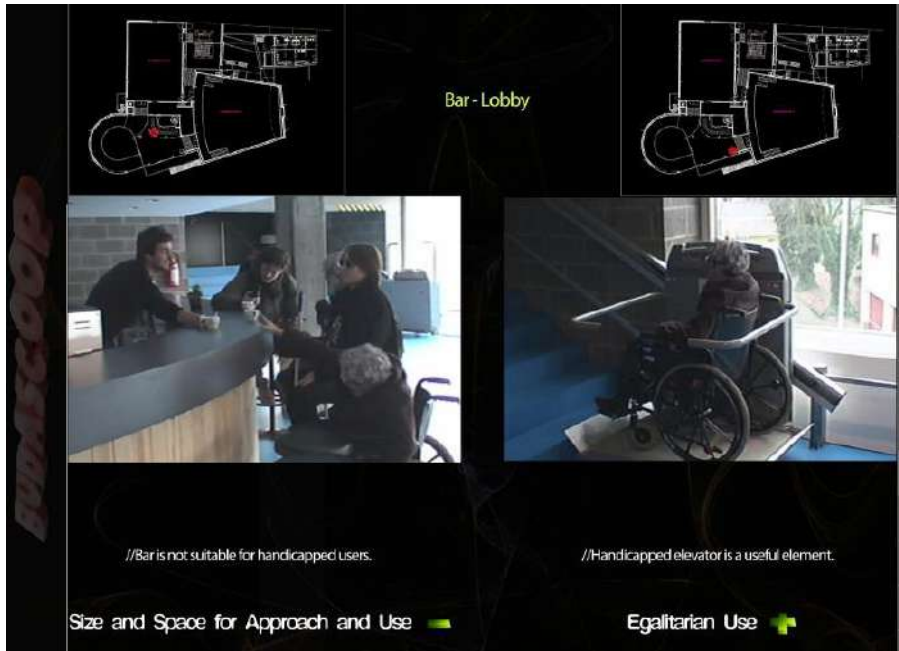 BUDASCOOP
Bar - Lobby
//Bar is not suitable for handicapped users.
//Handicapped elevator is a useful element.
Size and Space for Approach and Use
Egalitarian Use